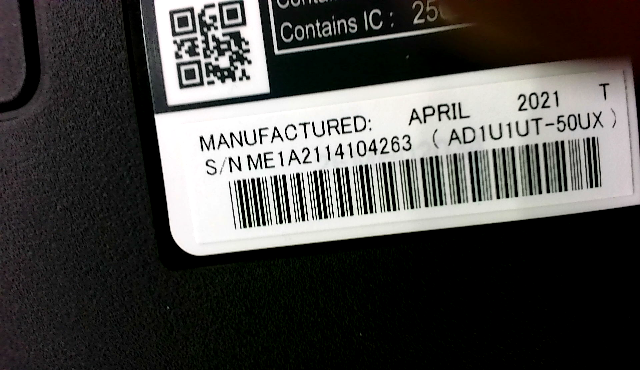 Contains IC :
MANUFACTURED: APRIL 2021 T
S/N ME1A2114104263 ( AD1U1UT-50UX )